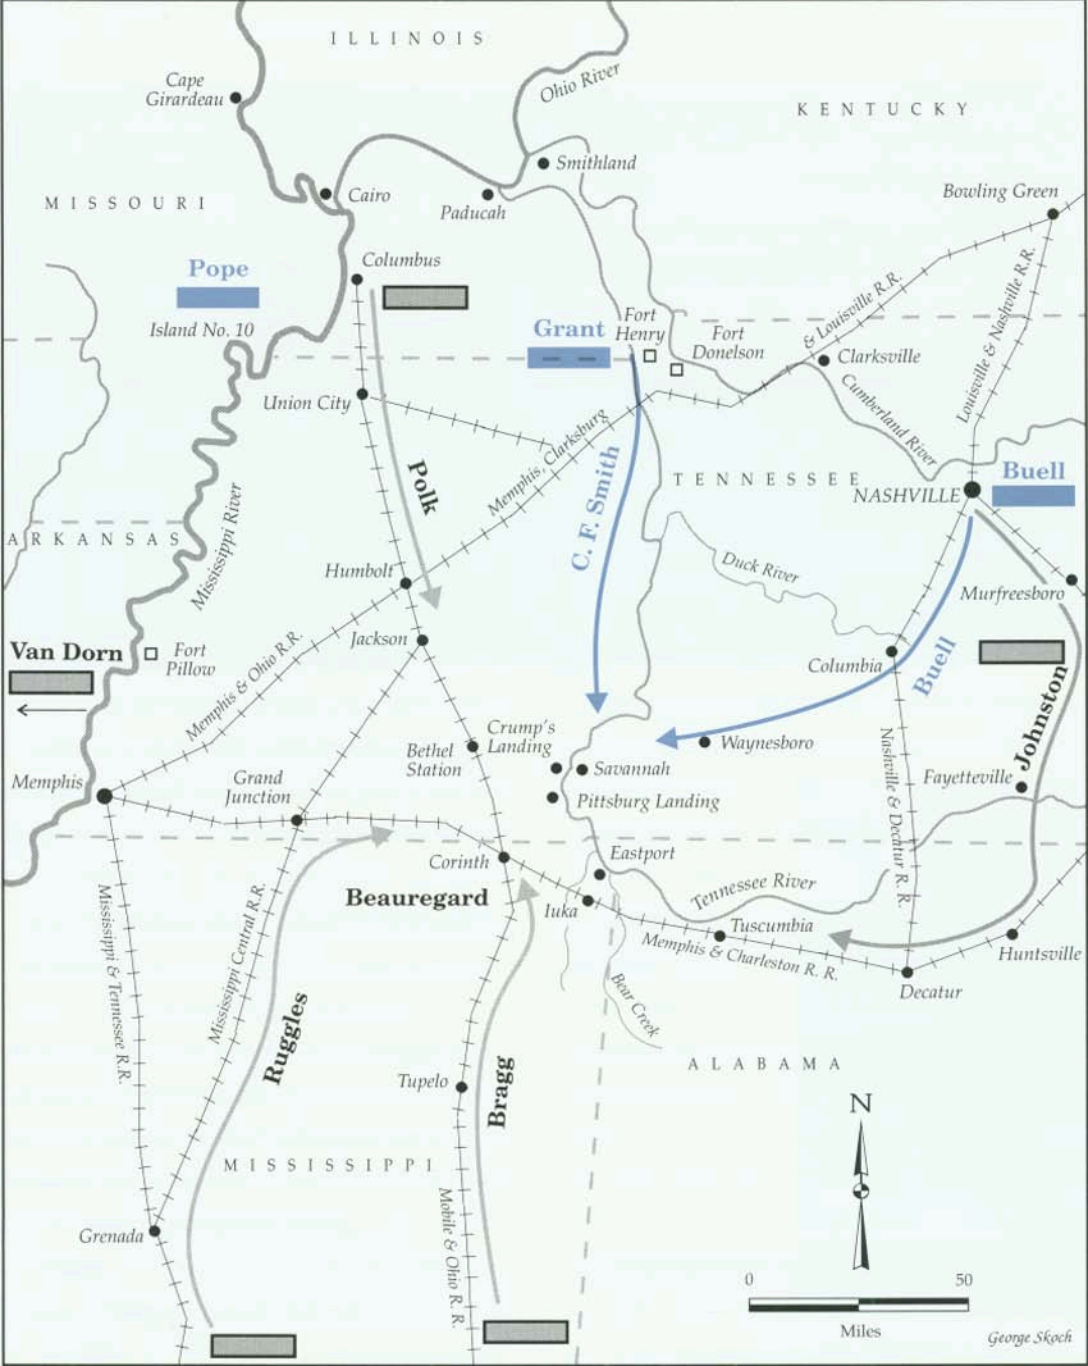 ILLINOIS
Cape
Girardeau
Ohio River
KENTUCKY
Smithland
MISSOURI
Cairo
Paducah
Bowling Green
Columbus
Pope
Island No. 10
Grant
Fort
Henry
Fort
Donelson
& Louisville R.R.
Louisville & Nashville R.R.
Clarksville
Union City
Cumberland River
Memphis, Clarksburg
Polk
C. F. Smith
TENNESSEE
NASHVILLE
Buell
ARKANSAS
Mississippi River
Duck River
Humbolt
Murfreesboro
Jackson
Van Dorn
Fort
Pillow
Memphis & Ohio R.R.
Columbia
Buell
Johnston
Crump's
Landing
Bethel
Station
Waynesboro
Nashville & Decatur R. R.
Memphis
Grand
Junction
Savannah
Fayetteville
Pittsburg Landing
Corinth
Eastport
Beauregard
Iuka
Tennessee River
Tuscumbia
Memphis & Charleston R. R.
Huntsville
Decatur
Mississippi & Tennessee R.R.
Mississippi Central R.R.
Bear Creek
Ruggles
Bragg
Tupelo
ALABAMA
N
MISSISSIPPI
Mobile & Ohio R. R.
Grenada
0
50
Miles
George Skoch